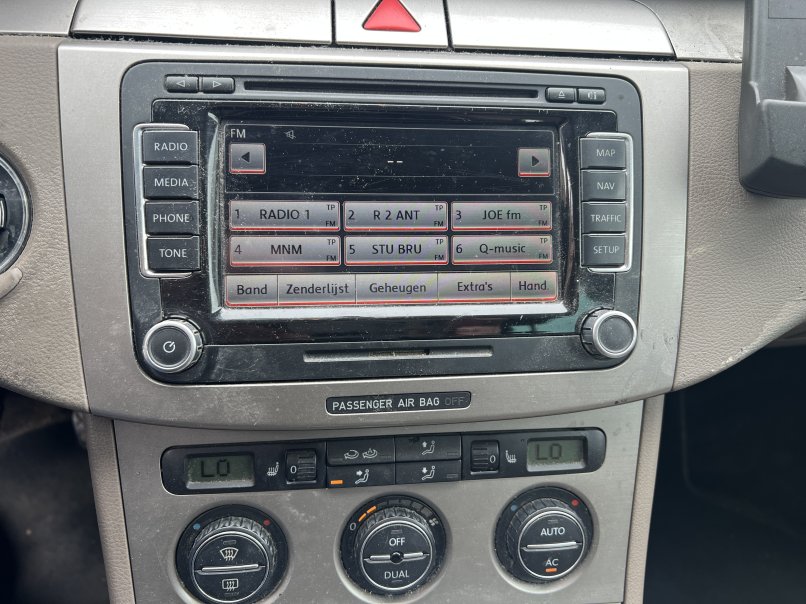 FM
--
RADIO
MEDIA
PHONE
TONE
1 RADIO 1 TP FM
2 R 2 ANT TP FM
3 JOE fm TP FM
4 MNM TP FM
5 STU BRU TP FM
6 Q-music TP FM
Band Zenderlijst Geheugen Extra's Hand.
MAP
NAV
TRAFFIC
SETUP
PASSENGER AIR BAG OFF
LO
0
0
LO
OFF
DUAL
AUTO
AC